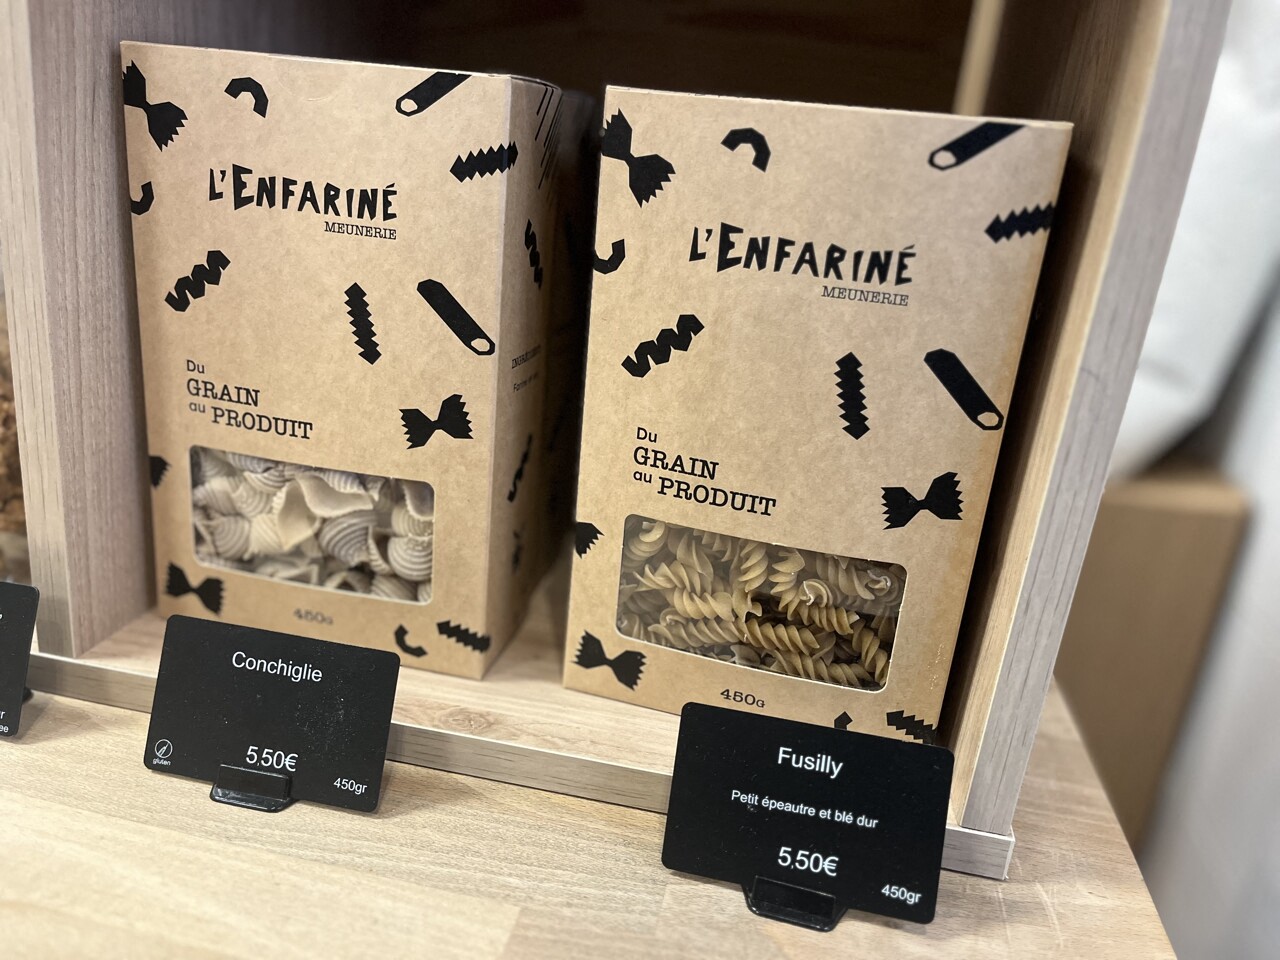 L'ENFARINÉ
MEUNERIE
Du
GRAIN
au PRODUIT
450G
L'ENFARINÉ
MEUNERIE
Du
GRAIN
au PRODUIT
450G
Conchiglie
gluten
5,50€
450gr
Fusilly
Petit épeautre et blé dur
5,50€
450gr